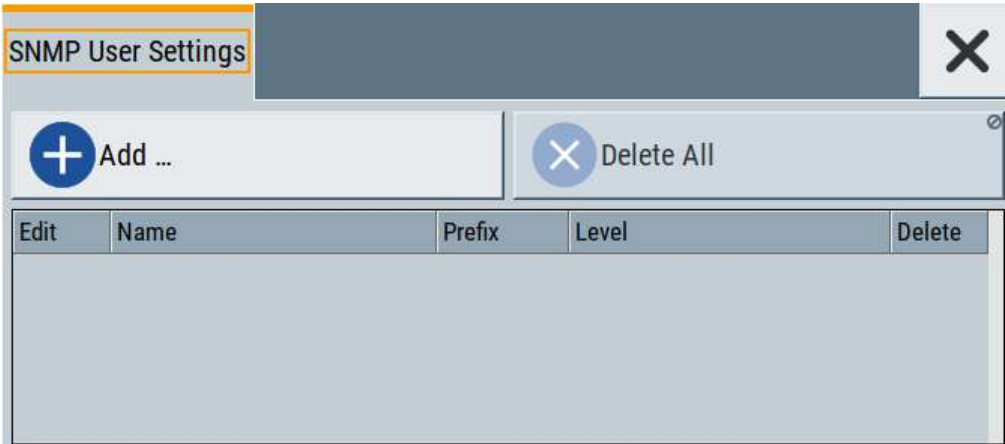 SNMP User Settings
Add ...
Delete All
Edit Name Prefix Level Delete